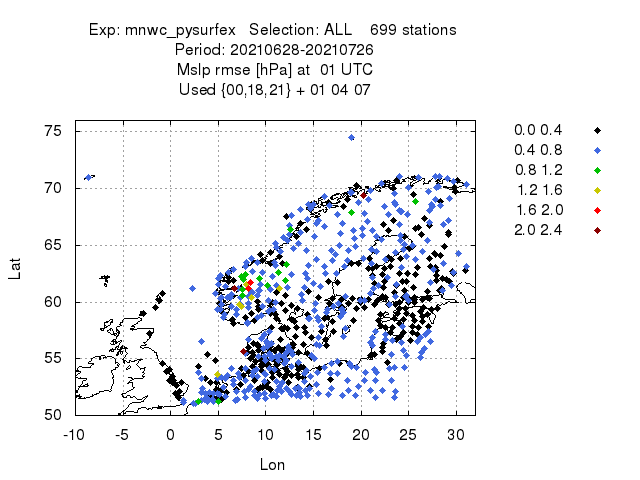 Exp: mnwc_pysurfex   Selection: ALL    699 stations
Period: 20210628-20210726
Mslp rmse [hPa] at  01 UTC
Used {00,18,21} + 01 04 07
75
70
65
60
55
50
Lat
-10 -5 0 5 10 15 20 25 30
Lon
0.0 0.4
0.4 0.8
0.8 1.2
1.2 1.6
1.6 2.0
2.0 2.4